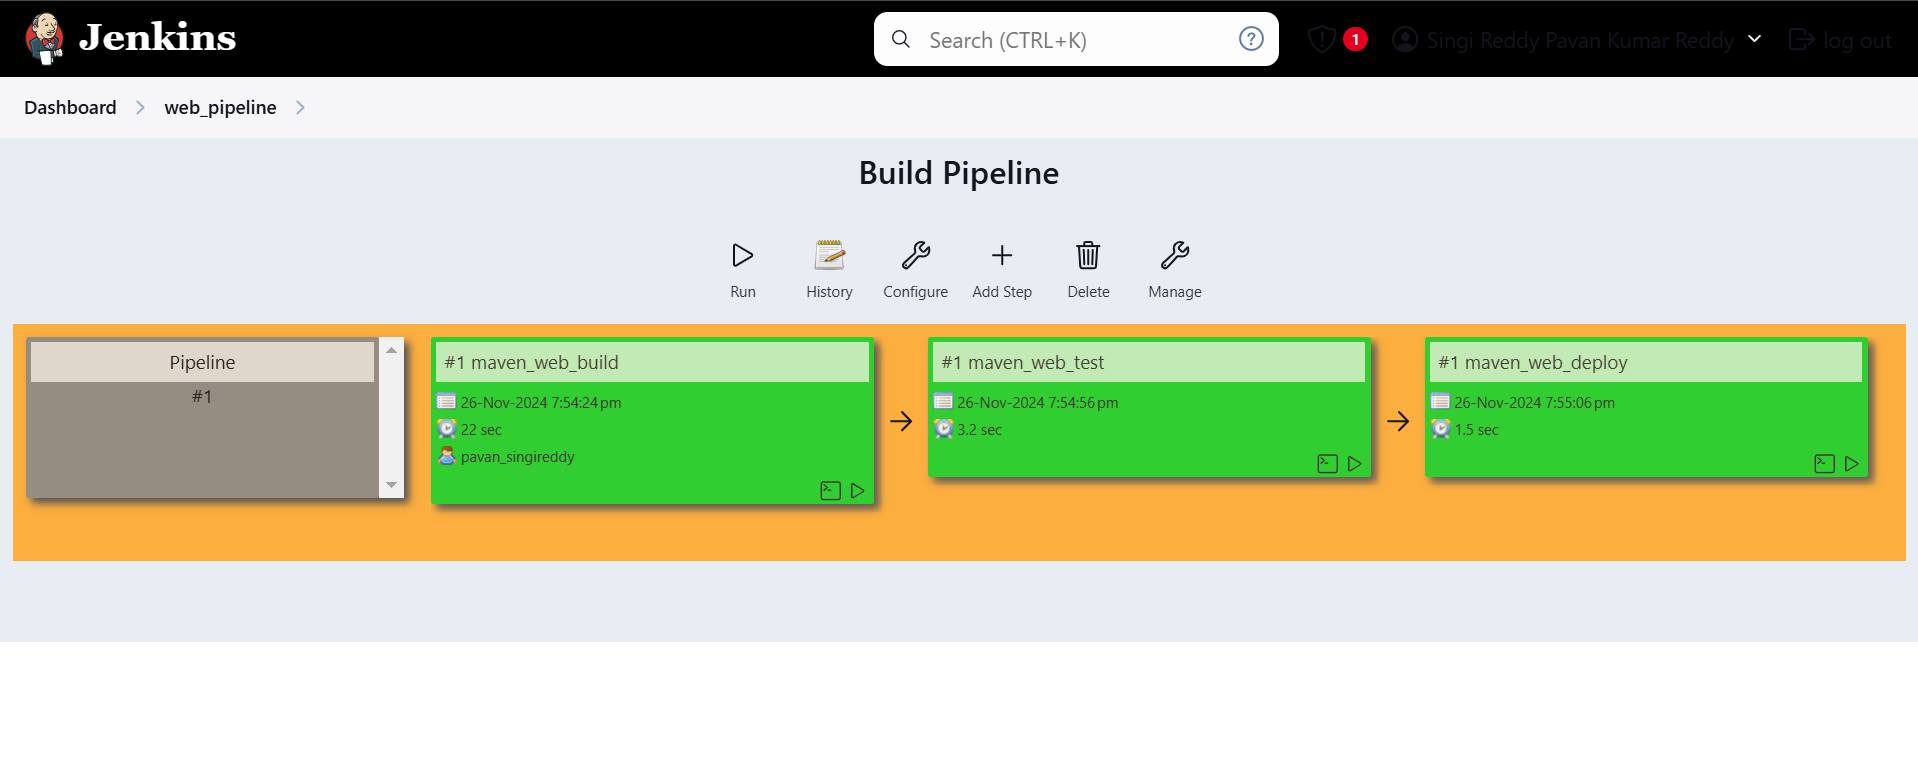 Jenkins
Search (CTRL+K)
?
1
Singi Reddy Pavan Kumar Reddy
log out
Dashboard
web_pipeline
Build Pipeline
Run
History
Configure
Add Step
Delete
Manage
Pipeline
#1
#1 maven_web_build
26-Nov-2024 7:54:24 pm
22 sec
pavan_singireddy
#1 maven_web_test
26-Nov-2024 7:54:56 pm
3.2 sec
#1 maven_web_deploy
26-Nov-2024 7:55:06 pm
1.5 sec